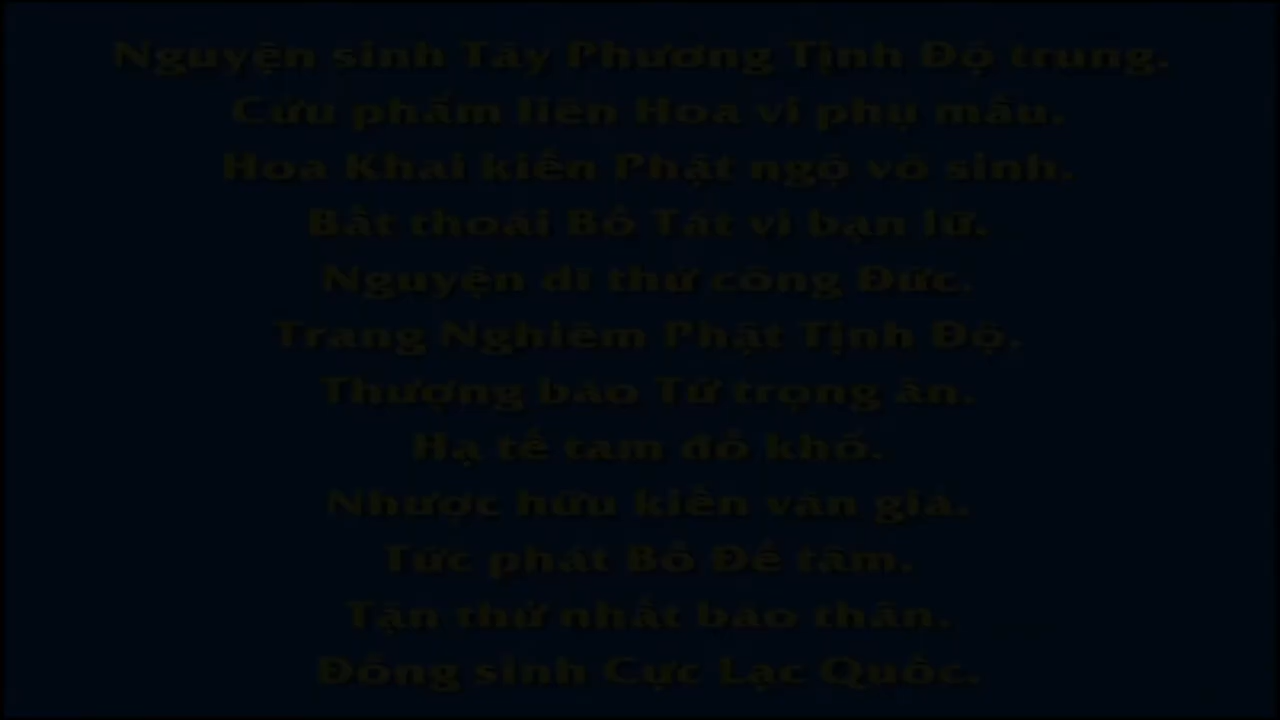 Nguyện sinh Tây Phương Tịnh Độ trung.
Cửu phẩm liên Hoa vi phụ mẫu.
Hoa Khai kiến Phật ngộ vô sinh.
Bất thoái Bồ Tát vi bạn lữ.
Nguyện dĩ thử công Đức.
Trang Nghiêm Phật Tịnh Độ.
Thượng báo Tứ trọng ân.
Hạ tế tam đồ khổ.
Nhược hữu kiến văn giả.
Tức phát Bồ Đề tâm.
Tận thử nhất báo thân.
Đồng sinh Cực Lạc Quốc.